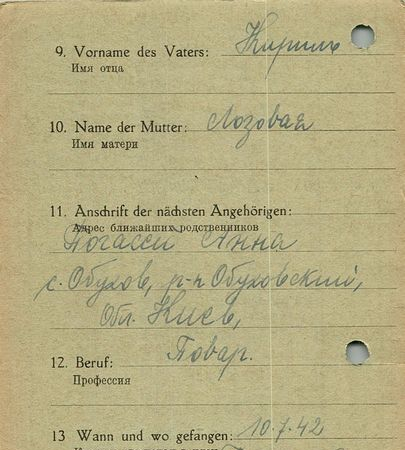 9. Vorname des Vaters: Кирилъ
Имя отца
10. Name der Mutter: Лозовая
Имя матери
11. Anschrift der nächsten Angehörigen:
Адрес ближайших родственников
Погасси Анна
с. Обухов, р-н Обуховский,
Обл. Киев,
12. Beruf: Повар.
Профессия
13 Wann und wo gefangen: 10.7.42